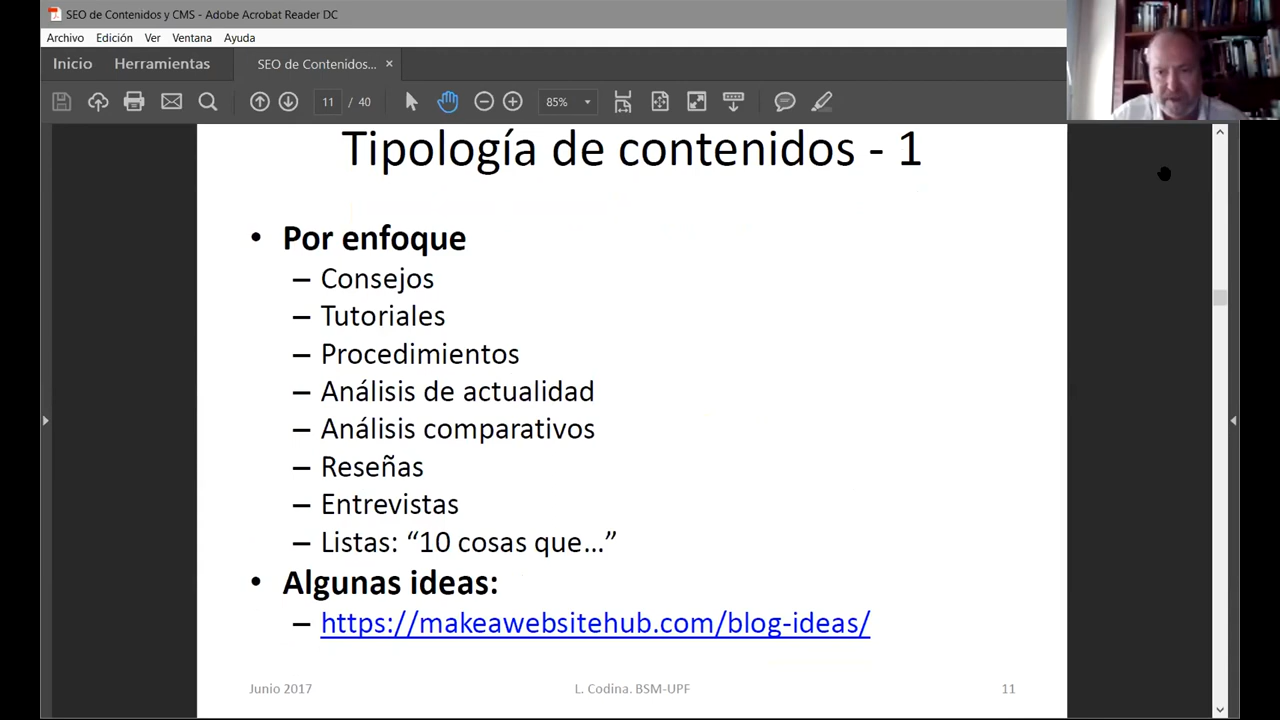 SEO de Contenidos y CMS - Adobe Acrobat Reader DC
Archivo Edición Ver Ventana Ayuda
Inicio Herramientas SEO de Contenidos... ×
11 / 40 85%
Tipología de contenidos - 1
• Por enfoque
– Consejos
– Tutoriales
– Procedimientos
– Análisis de actualidad
– Análisis comparativos
– Reseñas
– Entrevistas
– Listas: “10 cosas que…”
• Algunas ideas:
– https://makeawebsitehub.com/blog-ideas/
Junio 2017 L. Codina. BSM-UPF 11